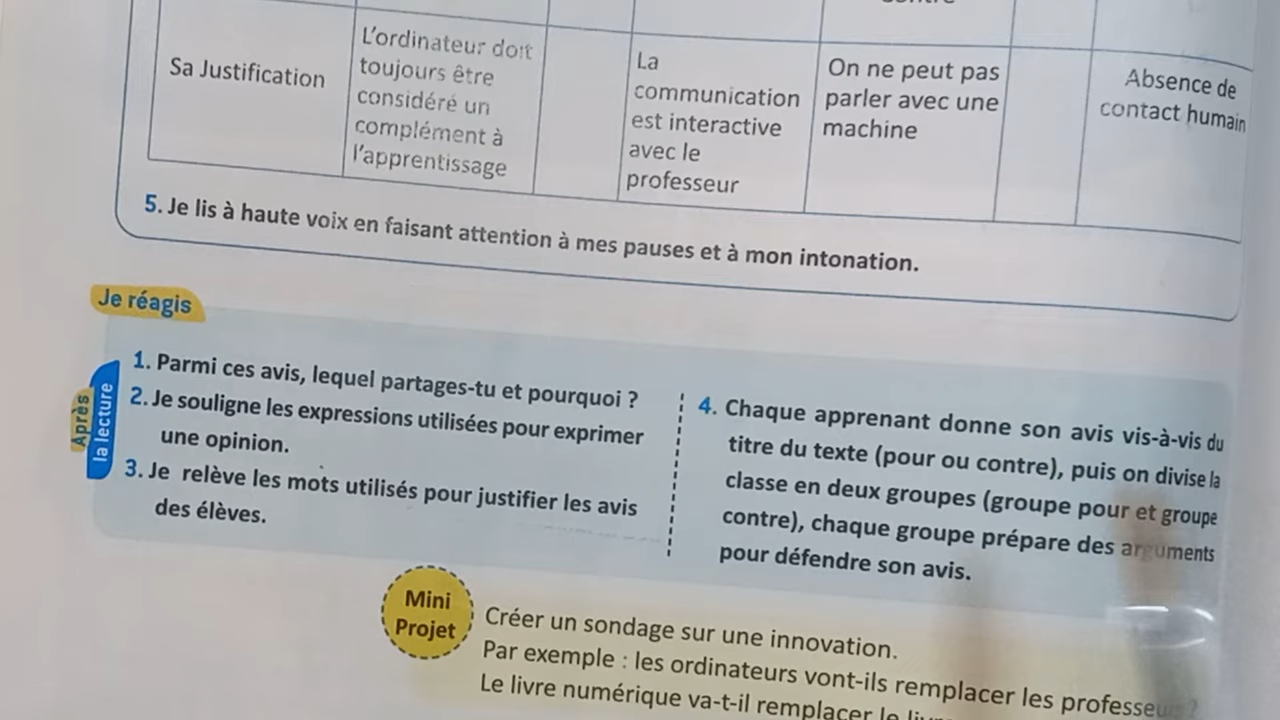 Sa Justification
L'ordinateur doit
toujours être
considéré un
complément à
l'apprentissage
La
communication
est interactive
avec le
professeur
On ne peut pas
parler avec une
machine
Absence de
contact humain
5. Je lis à haute voix en faisant attention à mes pauses et à mon intonation.
Je réagis
Après
la lecture
1. Parmi ces avis, lequel partages-tu et pourquoi ?
2. Je souligne les expressions utilisées pour exprimer
une opinion.
3. Je relève les mots utilisés pour justifier les avis
des élèves.
4. Chaque apprenant donne son avis vis-à-vis du
titre du texte (pour ou contre), puis on divise la
classe en deux groupes (groupe pour et groupe
contre), chaque groupe prépare des arguments
pour défendre son avis.
Mini
Projet
Créer un sondage sur une innovation.
Par exemple : les ordinateurs vont-ils remplacer les professeurs ?
Le livre numérique va-t-il remplacer le